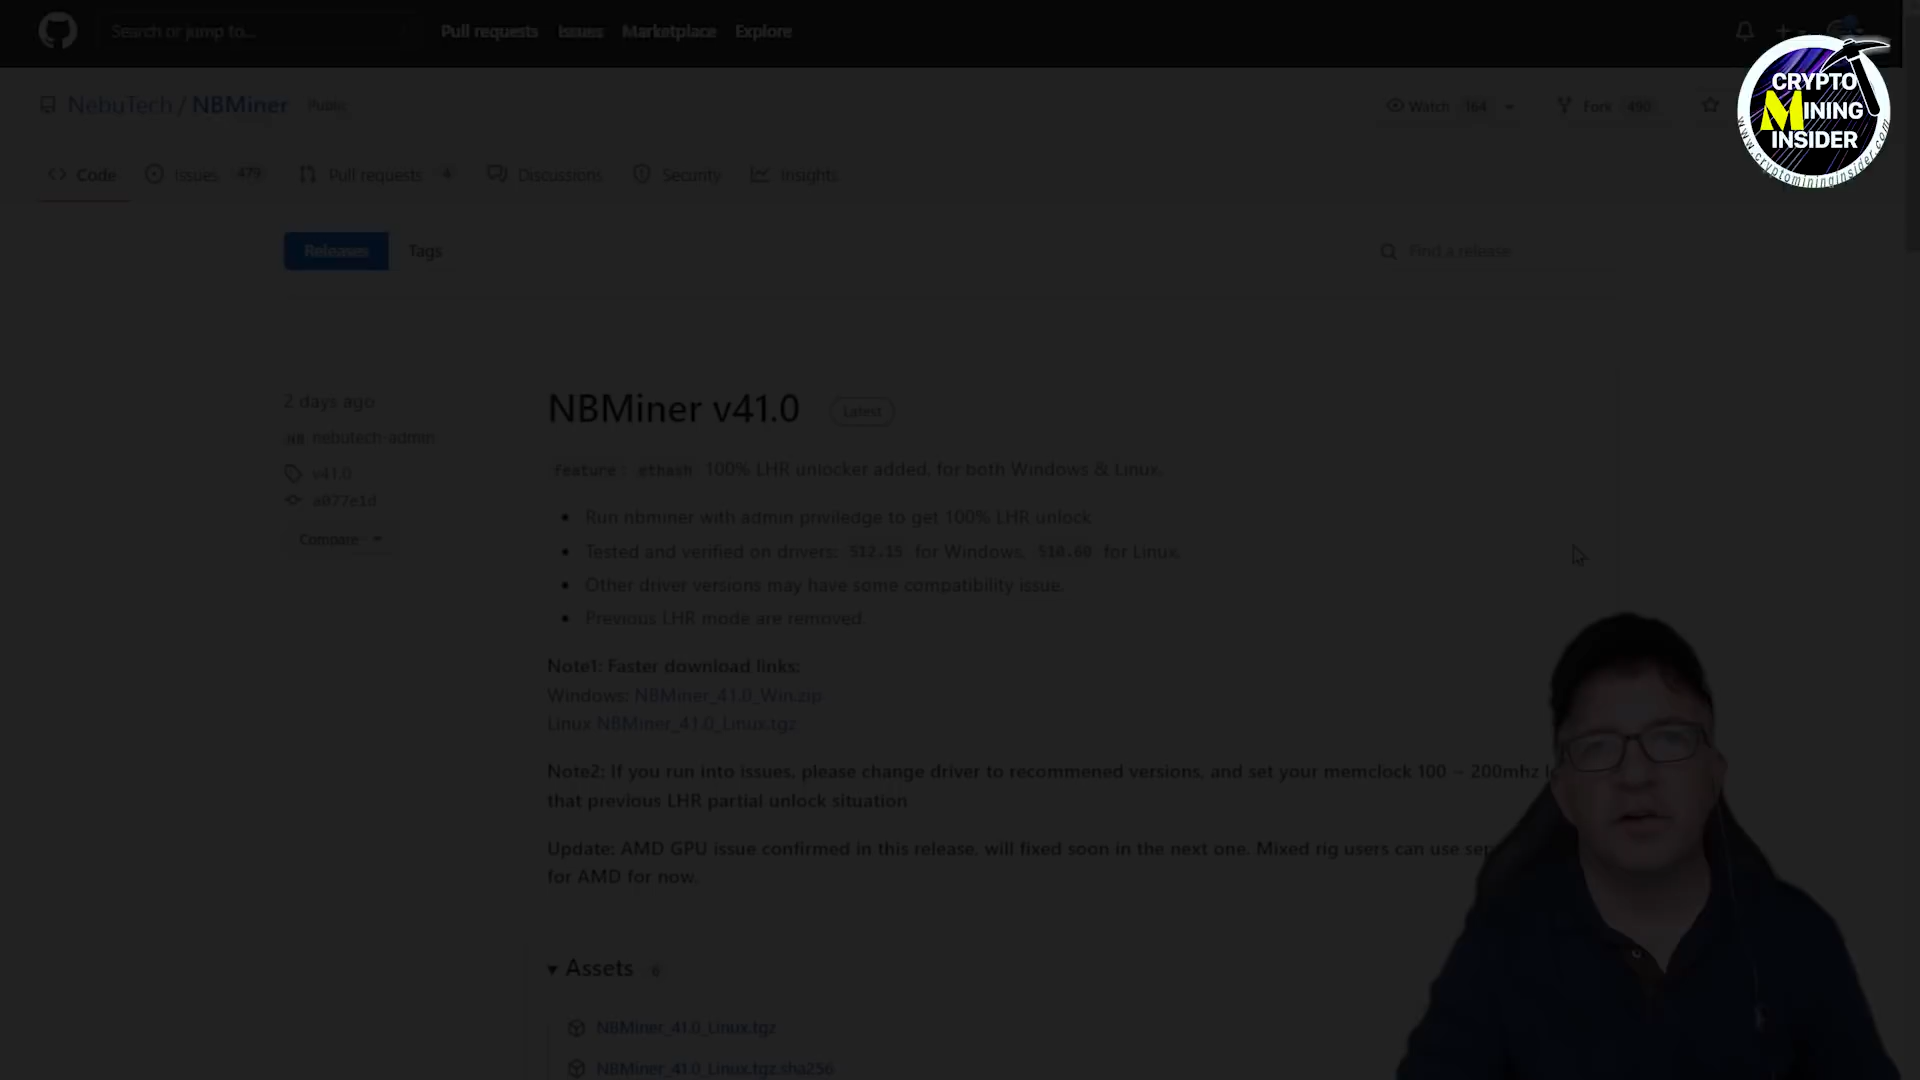 Search or jump to...
Pull requests
Issues
Marketplace
Explore
CRYPTO
MINING
INSIDER
www.cryptomininginsider.com
NebuTech / NBMiner
Public
Watch 164
Fork 490
Code
Issues 479
Pull requests 4
Discussions
Security
Insights
Releases
Tags
Find a release
2 days ago
NB nebutech-admin
v41.0
a077e1d
Compare
NBMiner v41.0
Latest
feature : ethash 100% LHR unlocker added, for both Windows & Linux.
Run nbminer with admin priviledge to get 100% LHR unlock
Tested and verified on drivers: 512.15 for Windows, 510.60 for Linux.
Other driver versions may have some compatibility issue.
Previous LHR mode are removed.
Note1: Faster download links:
Windows: NBMiner_41.0_Win.zip
Linux NBMiner_41.0_Linux.tgz
Note2: If you run into issues, please change driver to recommened versions, and set your memclock 100 ~ 200mhz
that previous LHR partial unlock situation
Update: AMD GPU issue confirmed in this release, will fixed soon in the next one. Mixed rig users can use
for AMD for now.
Assets 6
NBMiner_41.0_Linux.tgz
NBMiner_41.0_Linux.tgz.sha256